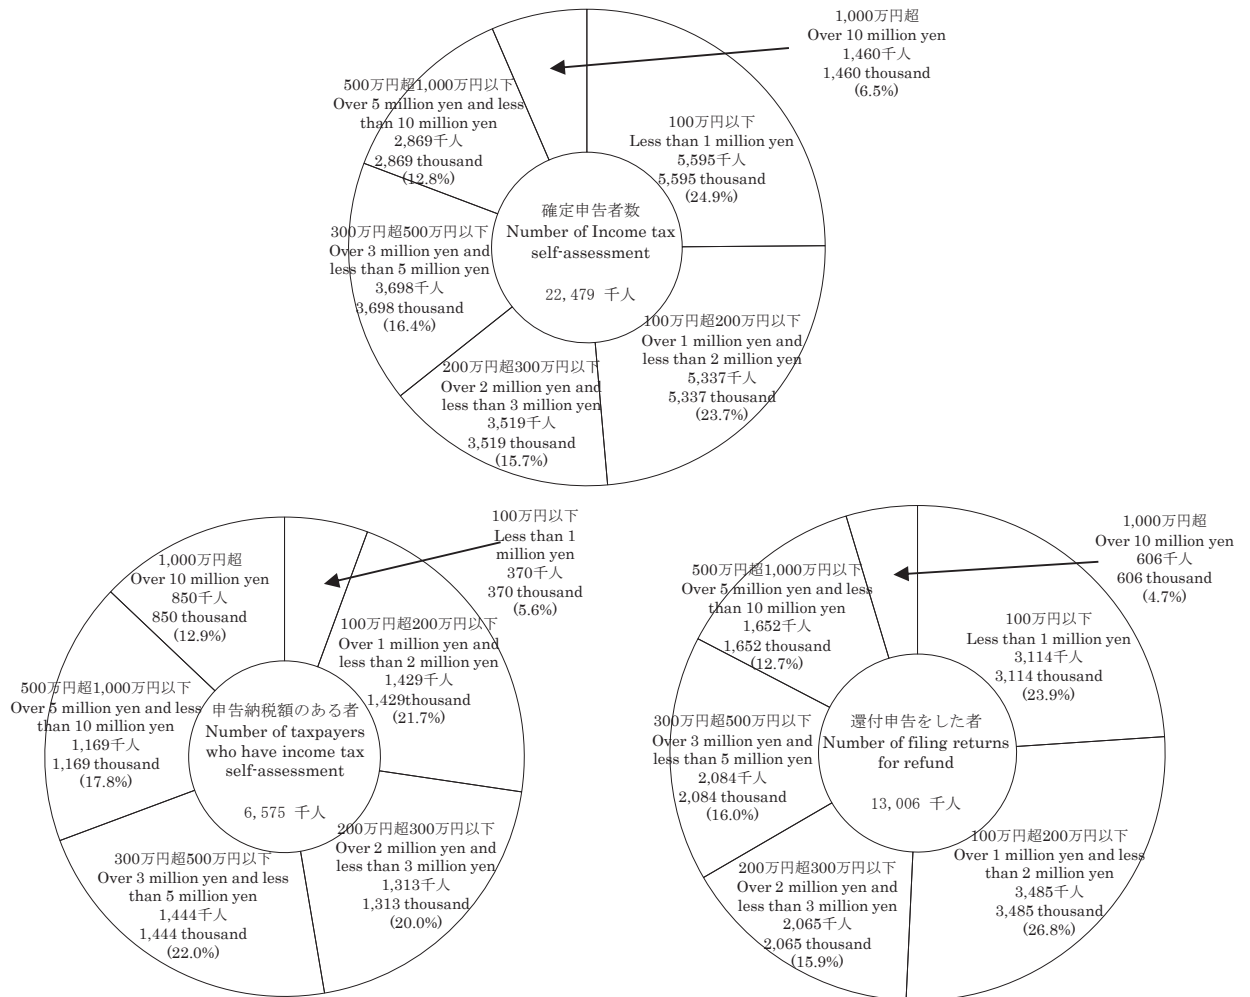 1,000万円超
Over 10 million yen
1,460千人
1,460 thousand
(6.5%)
500万円超1,000万円以下
Over 5 million yen and less
than 10 million yen
2,869千人
2,869 thousand
(12.8%)
100万円以下
Less than 1 million yen
5,595千人
5,595 thousand
(24.9%)
確定申告者数
Number of Income tax
self-assessment
22,479 千人
300万円超500万円以下
Over 3 million yen and
less than 5 million yen
3,698千人
3,698 thousand
(16.4%)
100万円超200万円以下
Over 1 million yen and
less than 2 million yen
5,337千人
5,337 thousand
(23.7%)
200万円超300万円以下
Over 2 million yen and
less than 3 million yen
3,519千人
3,519 thousand
(15.7%)
100万円以下
Less than 1
million yen
370千人
370 thousand
(5.6%)
1,000万円超
Over 10 million yen
850千人
850 thousand
(12.9%)
100万円超200万円以下
Over 1 million yen and
less than 2 million yen
1,429千人
1,429thousand
(21.7%)
500万円超1,000万円以下
Over 5 million yen and less
than 10 million yen
1,169千人
1,169 thousand
(17.8%)
申告納税額のある者
Number of taxpayers
who have income tax
self-assessment
6,575 千人
200万円超300万円以下
Over 2 million yen and
less than 3 million yen
1,313千人
1,313 thousand
(20.0%)
300万円超500万円以下
Over 3 million yen and less
than 5 million yen
1,444千人
1,444 thousand
(22.0%)
1,000万円超
Over 10 million yen
606千人
606 thousand
(4.7%)
500万円超1,000万円以下
Over 5 million yen and less
than 10 million yen
1,652千人
1,652 thousand
(12.7%)
100万円以下
Less than 1 million yen
3,114千人
3,114 thousand
(23.9%)
300万円超500万円以下
Over 3 million yen and
less than 5 million yen
2,084千人
2,084 thousand
(16.0%)
還付申告をした者
Number of filing returns
for refund
13,006 千人
100万円超200万円以下
Over 1 million yen and less
than 2 million
3,485千人
3,485 thousand
(26.8%)
200万円超300万円以下
Over 2 million yen and
less than 3 million yen
2,065千人
2,065 thousand
(15.9%)